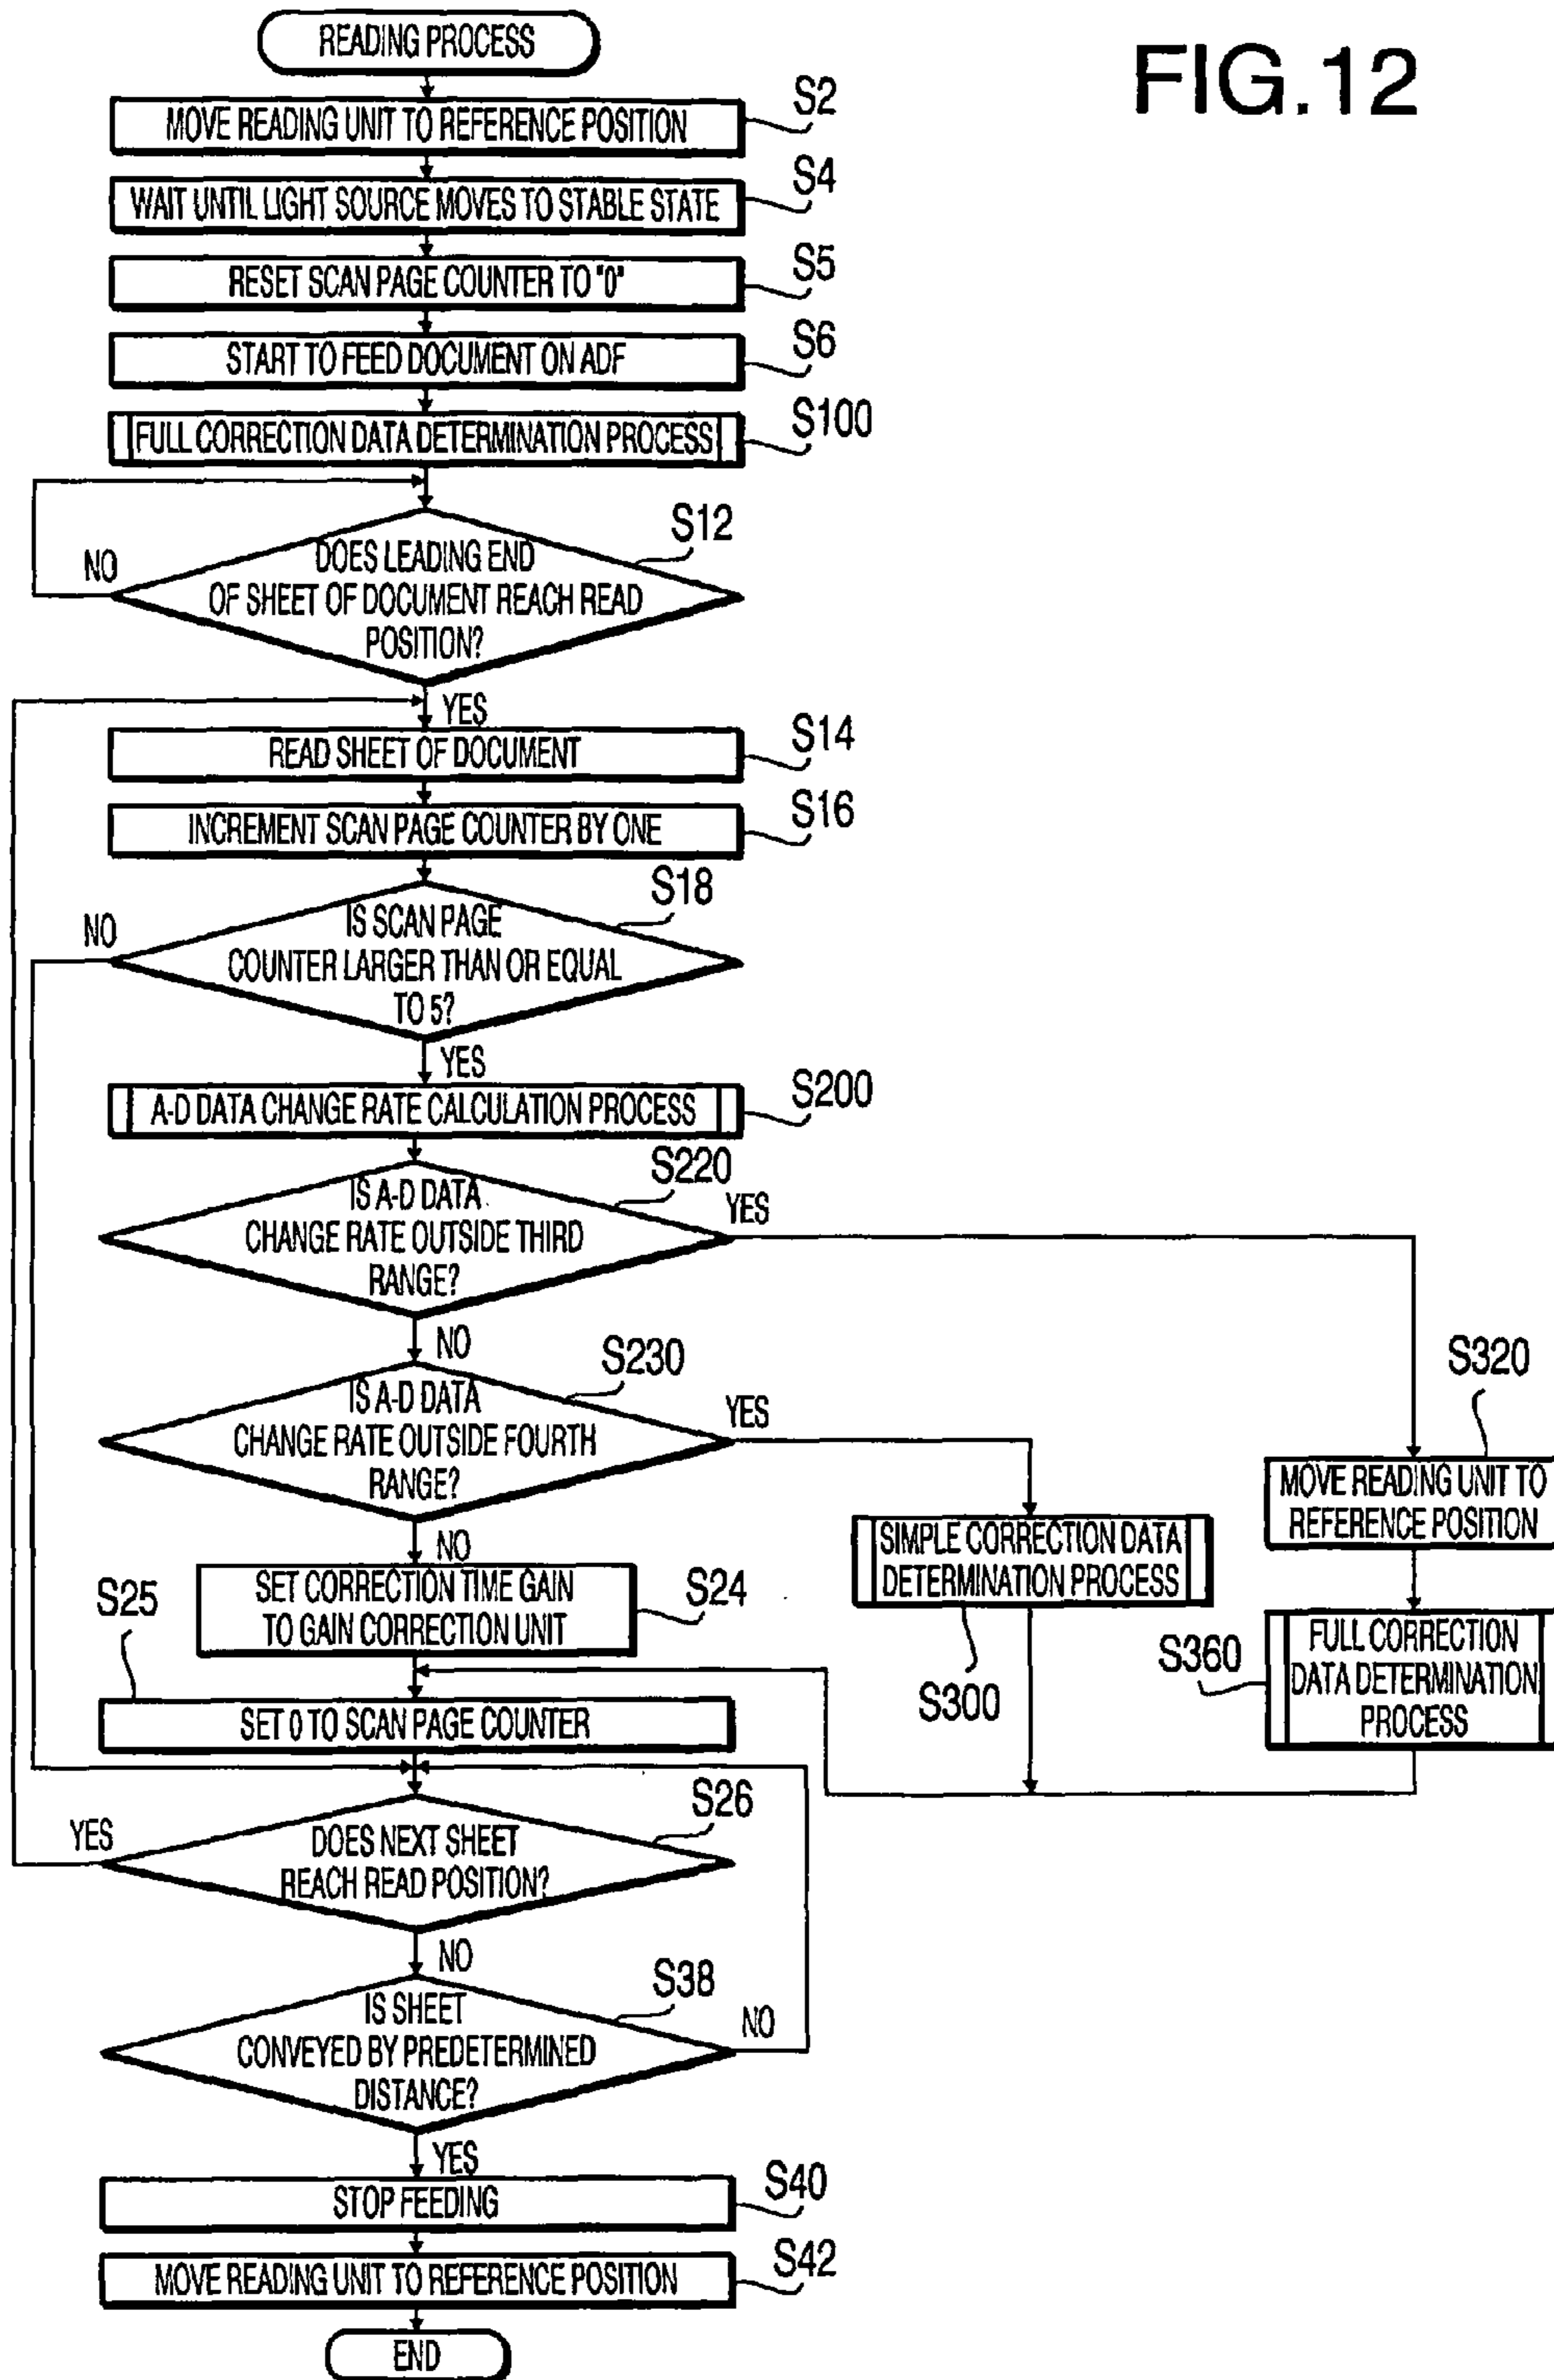 FIG.12
READING PROCESS
MOVE READING UNIT TO REFERENCE POSITION
S2
WAIT UNTIL LIGHT SOURCE MOVES TO STABLE STATE
S4
RESET SCAN PAGE COUNTER TO "0"
S5
START TO FEED DOCUMENT ON ADF
S6
FULL CORRECTION DATA DETERMINATION PROCESS
S100
S12
NO
DOES LEADING END
OF SHEET OF DOCUMENT REACH READ
POSITION?
YES
READ SHEET OF DOCUMENT
S14
INCREMENT SCAN PAGE COUNTER BY ONE
S16
S18
NO
IS SCAN PAGE
COUNTER LARGER THAN OR EQUAL
TO 5?
YES
A-D DATA CHANGE RATE CALCULATION PROCESS
S200
S220
IS A-D DATA
CHANGE RATE OUTSIDE THIRD
RANGE?
YES
NO
S230
IS A-D DATA
CHANGE RATE OUTSIDE FOURTH
RANGE?
YES
NO
S320
MOVE READING UNIT TO
REFERENCE POSITION
SIMPLE CORRECTION DATA
DETERMINATION PROCESS
S300
SET CORRECTION TIME GAIN
TO GAIN CORRECTION UNIT
S24
S360
FULL CORRECTION
DATA DETERMINATION
PROCESS
S25
SET 0 TO SCAN PAGE COUNTER
S26
YES
DOES NEXT SHEET
REACH READ POSITION?
NO
S38
IS SHEET
CONVEYED BY PREDETERMINED
DISTANCE?
NO
YES
STOP FEEDING
S40
MOVE READING UNIT TO REFERENCE POSITION
S42
END